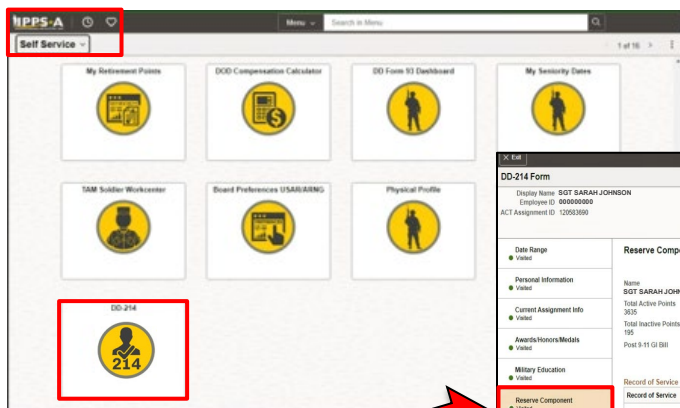 IPPS-A
Menu
Search in Menu
Self Service
1 of 16
My Retirement Points
DOD Compensation Calculator
DD Form 93 Dashboard
My Seniority Dates
TAM Soldier Workcenter
Board Preferences USAR/ARNG
Physical Profile
DD-214
214
× Exit
DD-214 Form
Display Name SGT SARAH JOHNSON
Employee ID 000000000
ACT Assignment ID 120583690
Date Range
Visited
Personal Information
Visited
Current Assignment Info
Visited
Awards/Honors/Medals
Visited
Military Education
Visited
Reserve Component
Visited
Reserve Compo
Name
SGT SARAH JOHN
Total Active Points
3635
Total Inactive Points
195
Post 9-11 GI Bill
Record of Service
Record of Service